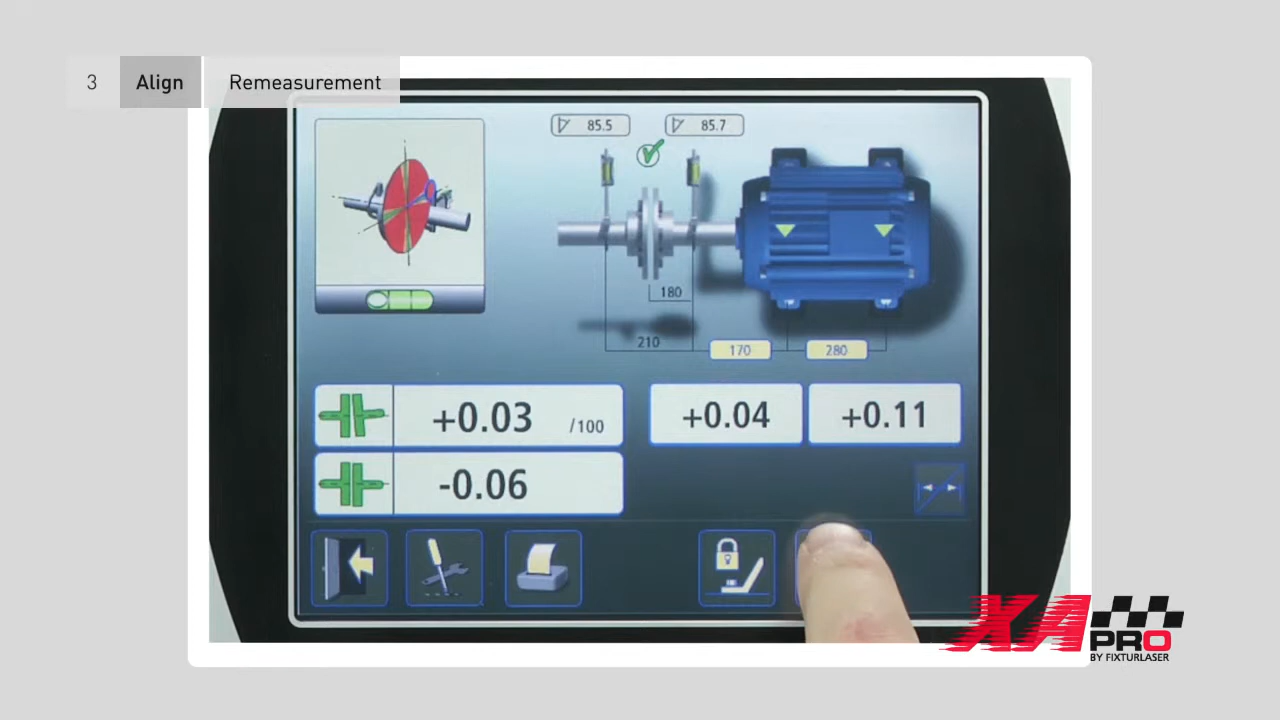 3 Align Remeasurement
85.5 85.7
180
210
170 280
+0.03 /100 +0.04 +0.11
-0.06
XA
PRO
BY FIXTURLASER